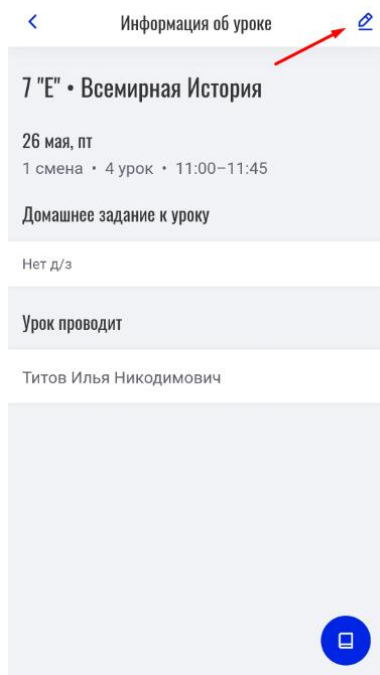 Информация об уроке
7 "Е" • Всемирная История
26 мая, пт
1 смена • 4 урок • 11:00–11:45
Домашнее задание к уроку
Нет д/з
Урок проводит
Титов Илья Никодимович